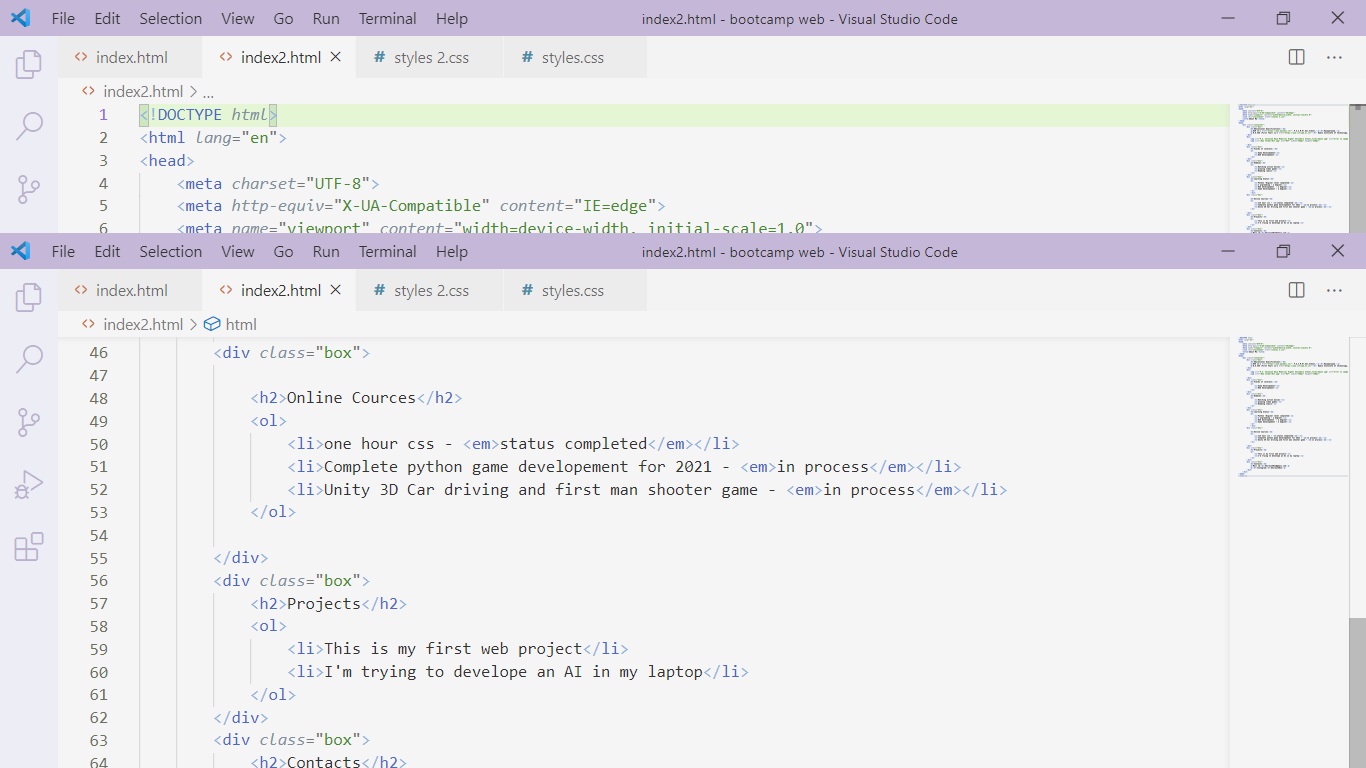 File Edit Selection View Go Run Terminal Help index2.html - bootcamp web - Visual Studio Code
index.html index2.html # styles 2.css # styles.css
index2.html > ...
1 <!DOCTYPE html>
2 <html lang="en">
3 <head>
4 <meta charset="UTF-8">
5 <meta http-equiv="X-UA-Compatible" content="IE=edge">
6 <meta name="viewport" content="width=device-width, initial-scale=1.0">
File Edit Selection View Go Run Terminal Help index2.html - bootcamp web - Visual Studio Code
index.html index2.html # styles 2.css # styles.css
index2.html > html
46 <div class="box">
47
48 <h2>Online Cources</h2>
49 <ol>
50 <li>one hour css - <em>status completed</em></li>
51 <li>Complete python game developement for 2021 - <em>in process</em></li>
52 <li>Unity 3D Car driving and first man shooter game - <em>in process</em></li>
53 </ol>
54
55 </div>
56 <div class="box">
57 <h2>Projects</h2>
58 <ol>
59 <li>This is my first web project</li>
60 <li>I'm trying to develope an AI in my laptop</li>
61 </ol>
62 </div>
63 <div class="box">
64 <h2>Contacts</h2>